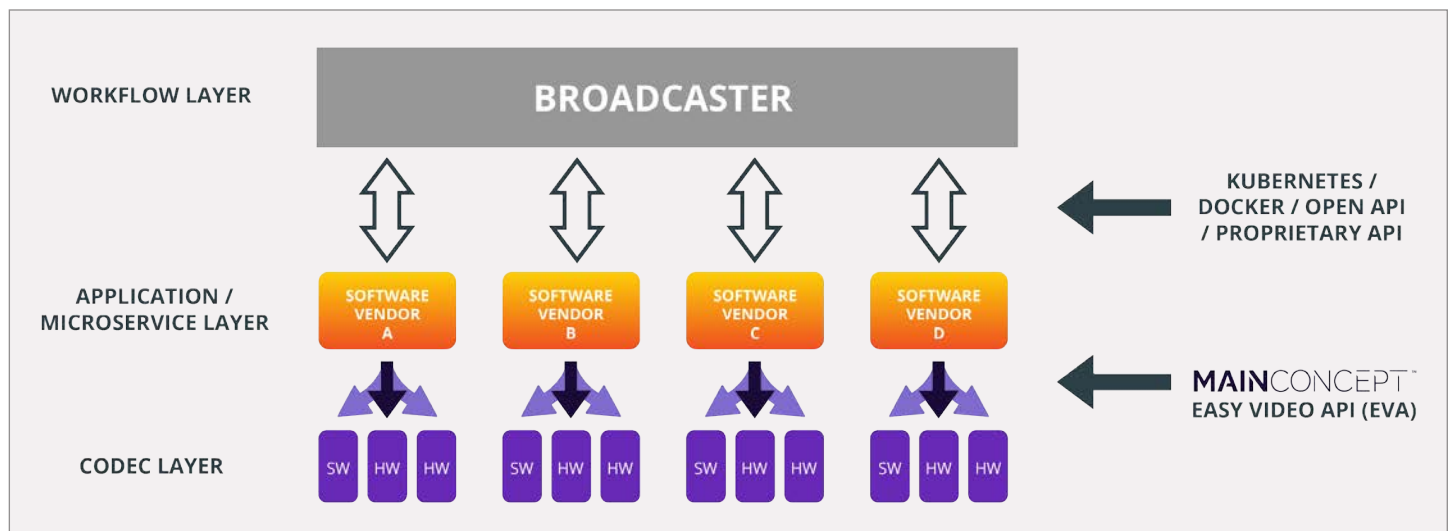 WORKFLOW LAYER
BROADCASTER
KUBERNETES /
DOCKER / OPEN API
/ PROPRIETARY API
APPLICATION /
MICROSERVICE LAYER
SOFTWARE
VENDOR
A
SOFTWARE
VENDOR
B
SOFTWARE
VENDOR
C
SOFTWARE
VENDOR
D
MAINCONCEPT™
EASY VIDEO API (EVA)
CODEC LAYER
SW HW HW
SW HW HW
SW HW HW
SW HW HW